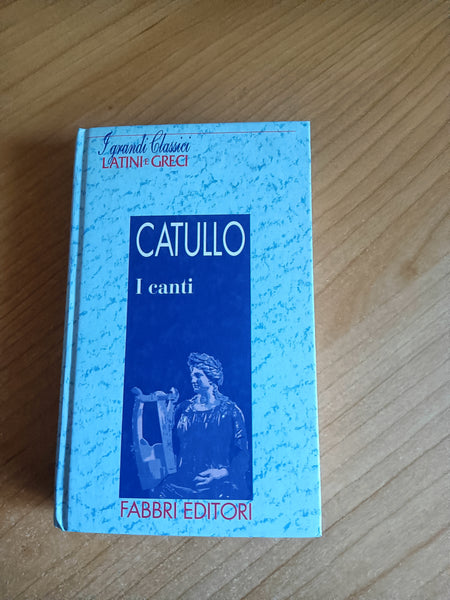 I grandi Classici
LATINI e GRECI
CATULLO
I canti
FABBRI EDITORI